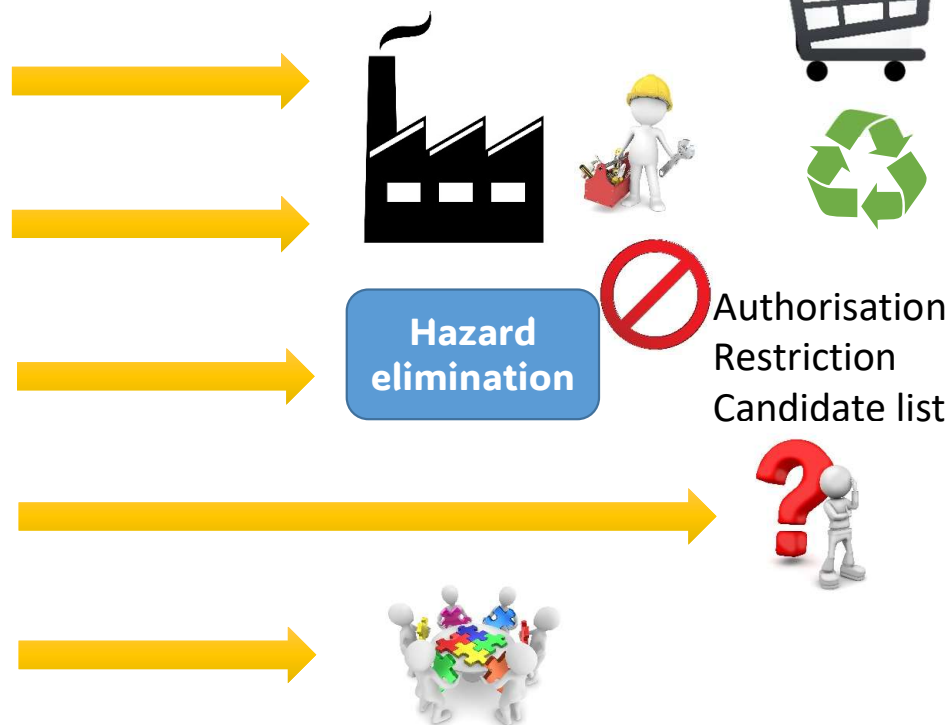 Hazard
elimination
Authorisation
Restriction
Candidate list